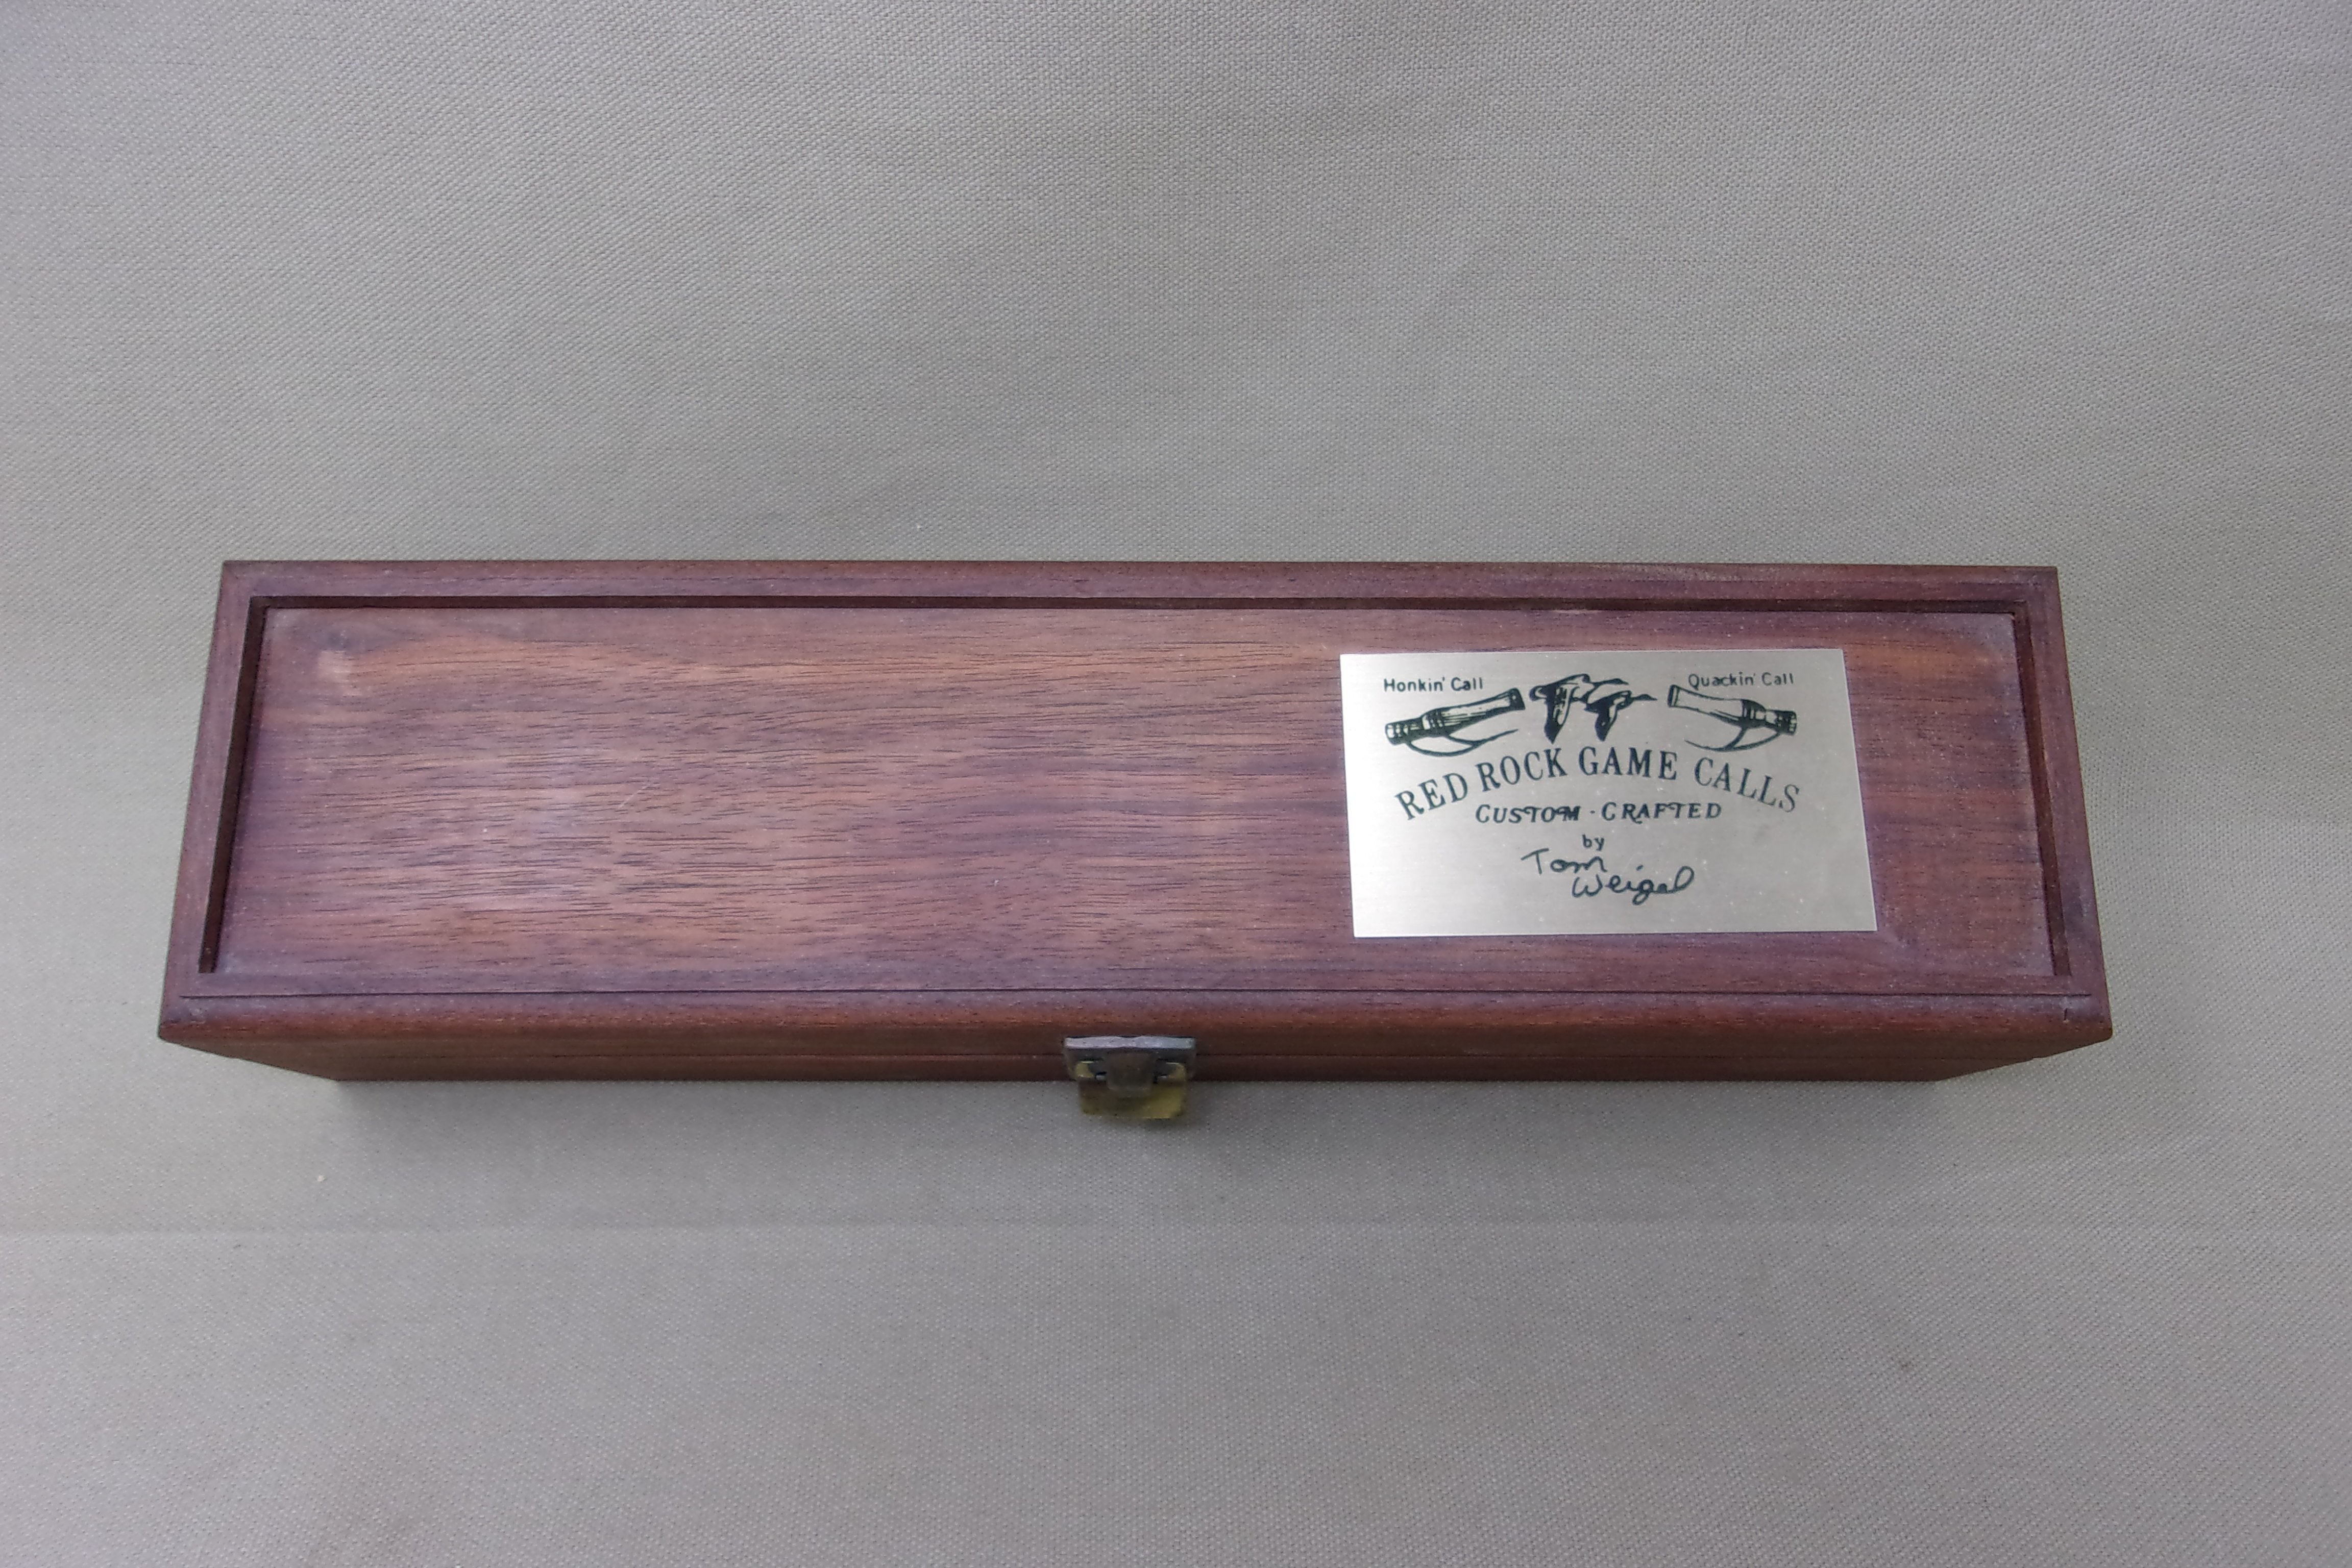 Honkin' Call Quackin' Call
RED ROCK GAME CALLS
CUSTOM · CRAFTED
by
Tom
Weigel